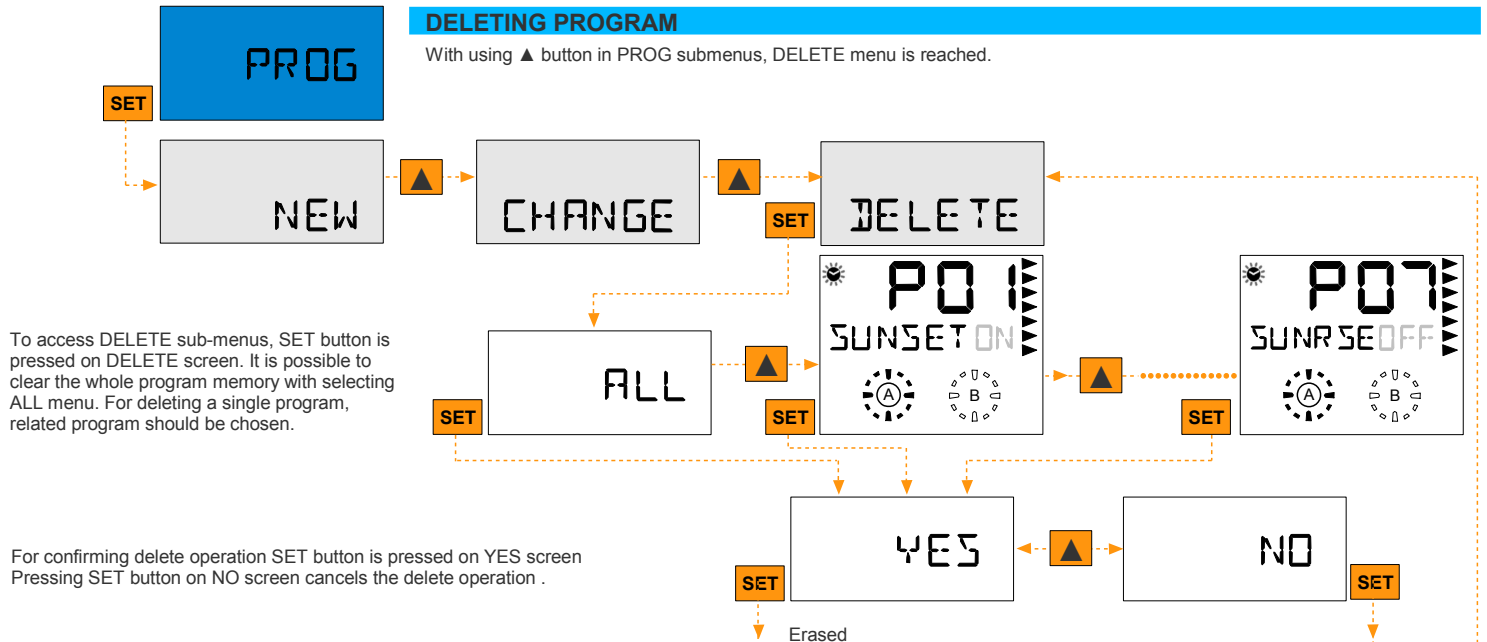 DELETING PROGRAM
With using ▲ button in PROG submenus, DELETE menu is reached.
PROG
SET
NEW
▲
CHANGE
▲
DELETE
SET
To access DELETE sub-menus, SET button is
pressed on DELETE screen. It is possible to
clear the whole program memory with selecting
ALL menu. For deleting a single program,
related program should be chosen.
ALL
SET
▲
P01
SUNSET ON
A B
SET
▲
P07
SUNRSE OFF
A B
SET
For confirming delete operation SET button is pressed on YES screen
Pressing SET button on NO screen cancels the delete operation .
YES
SET
▲
NO
SET
Erased